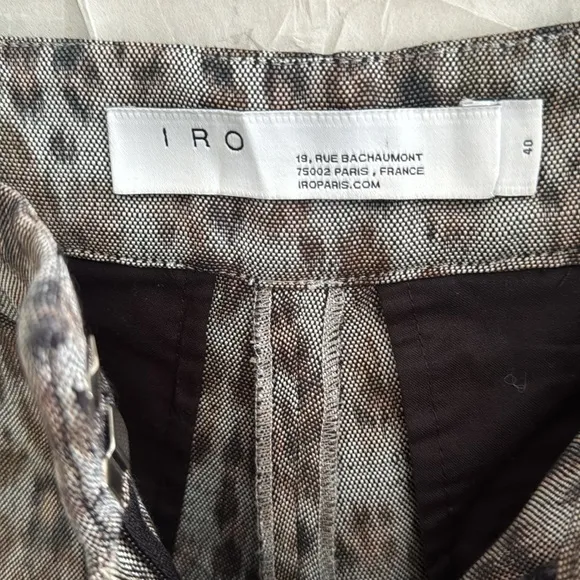 IRO
19, RUE BACHAUMONT
75002 PARIS, FRANCE
IROPARIS.COM
40